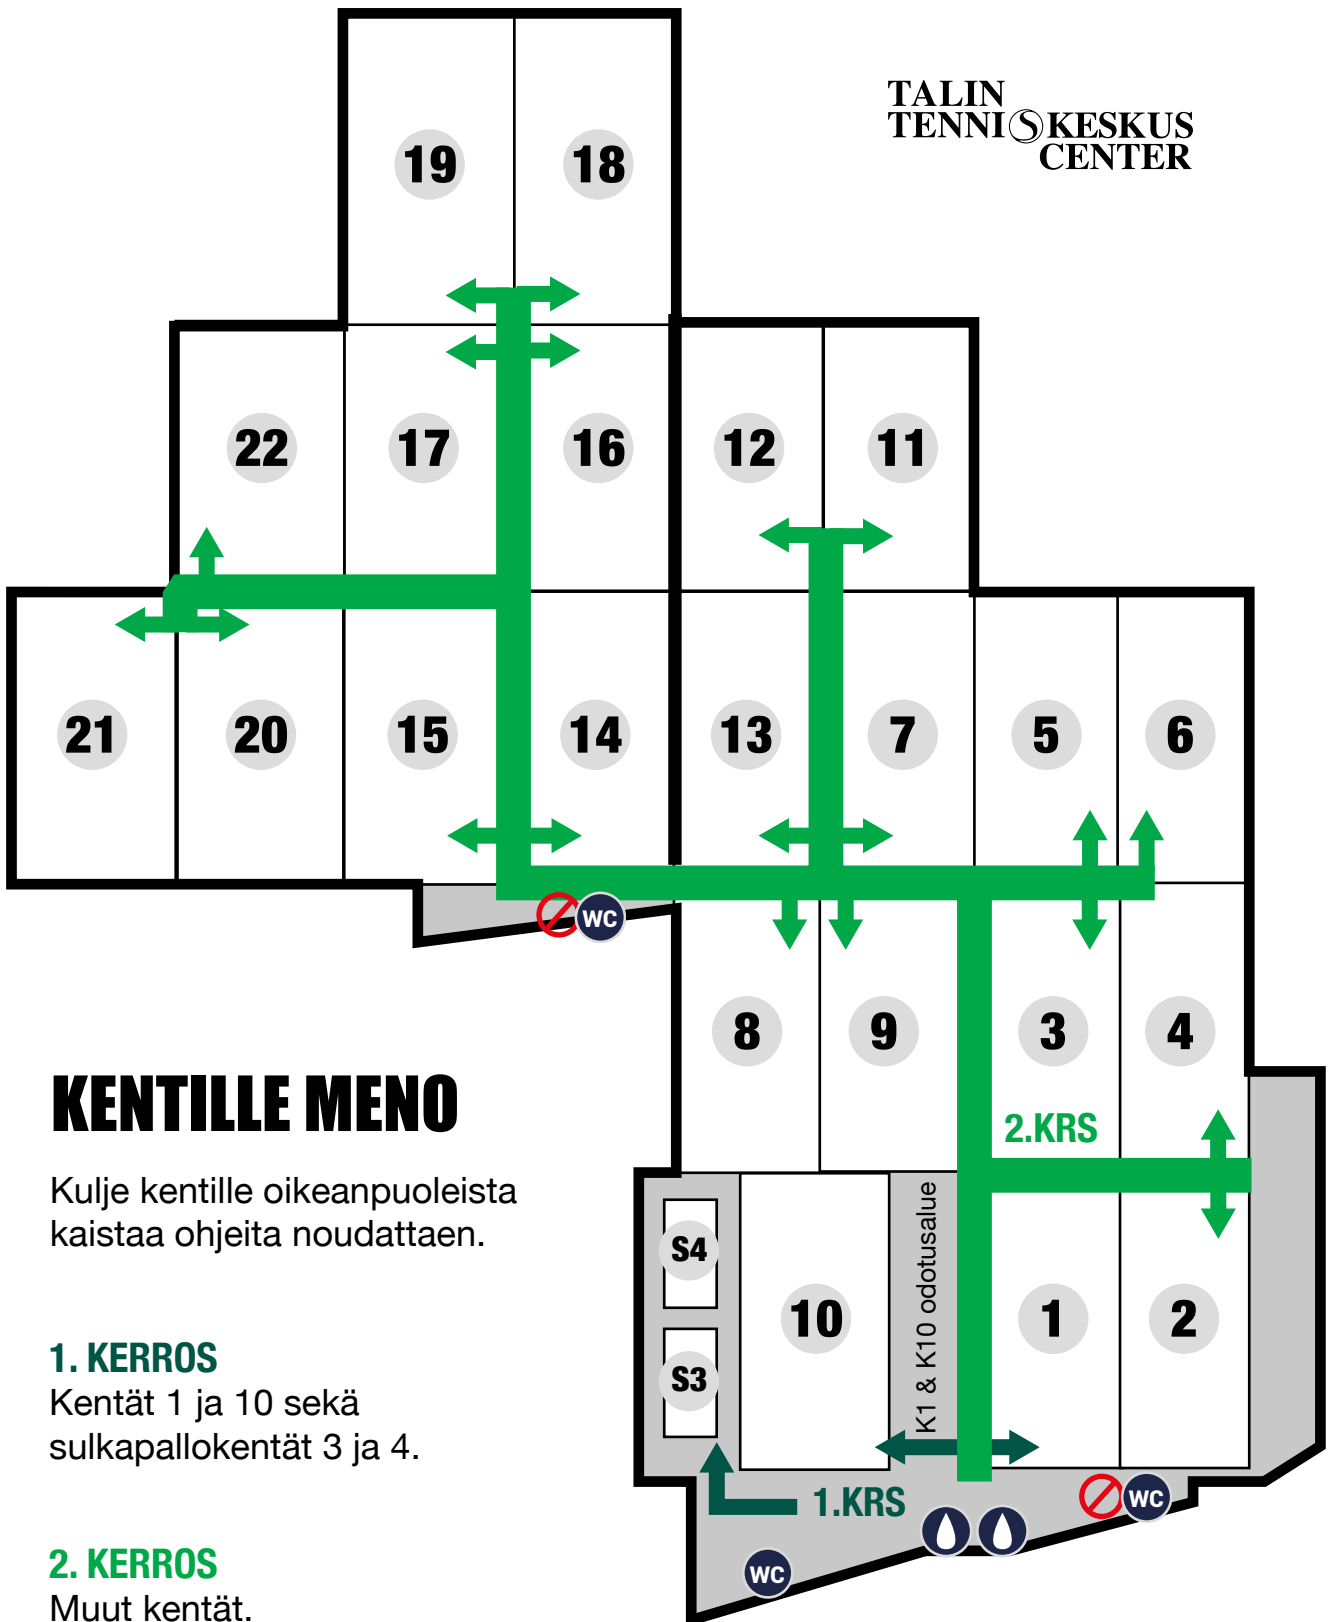 TALIN
TENNISKESKUS
CENTER
19
18
22
17
16
12
11
21
20
15
14
13
7
5
6
WC
8
9
3
4
2.KRS
KENTILLE MENO
Kulje kentille oikeanpuoleista
kaistaa ohjeita noudattaen.
S4
S3
10
K1 & K10 odotusalue
1
2
1. KERROS
Kentät 1 ja 10 sekä
sulkapallokentät 3 ja 4.
1.KRS
WC
WC
2. KERROS
Muut kentät.